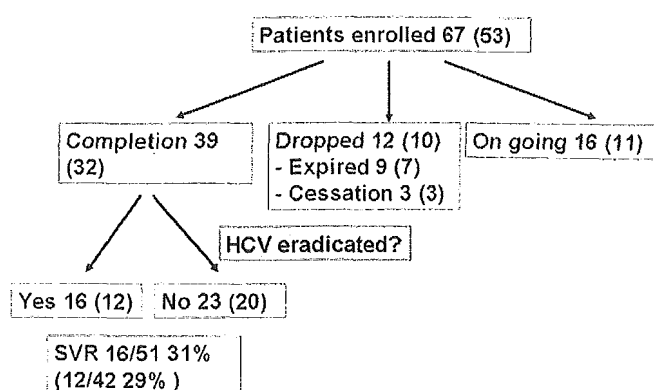 Patients enrolled 67 (53)
Completion 39
(32)
Dropped 12 (10)
- Expired 9 (7)
- Cessation 3 (3)
On going 16 (11)
HCV eradicated?
Yes 16 (12)
No 23 (20)
SVR 16/51 31%
(12/42 29% )